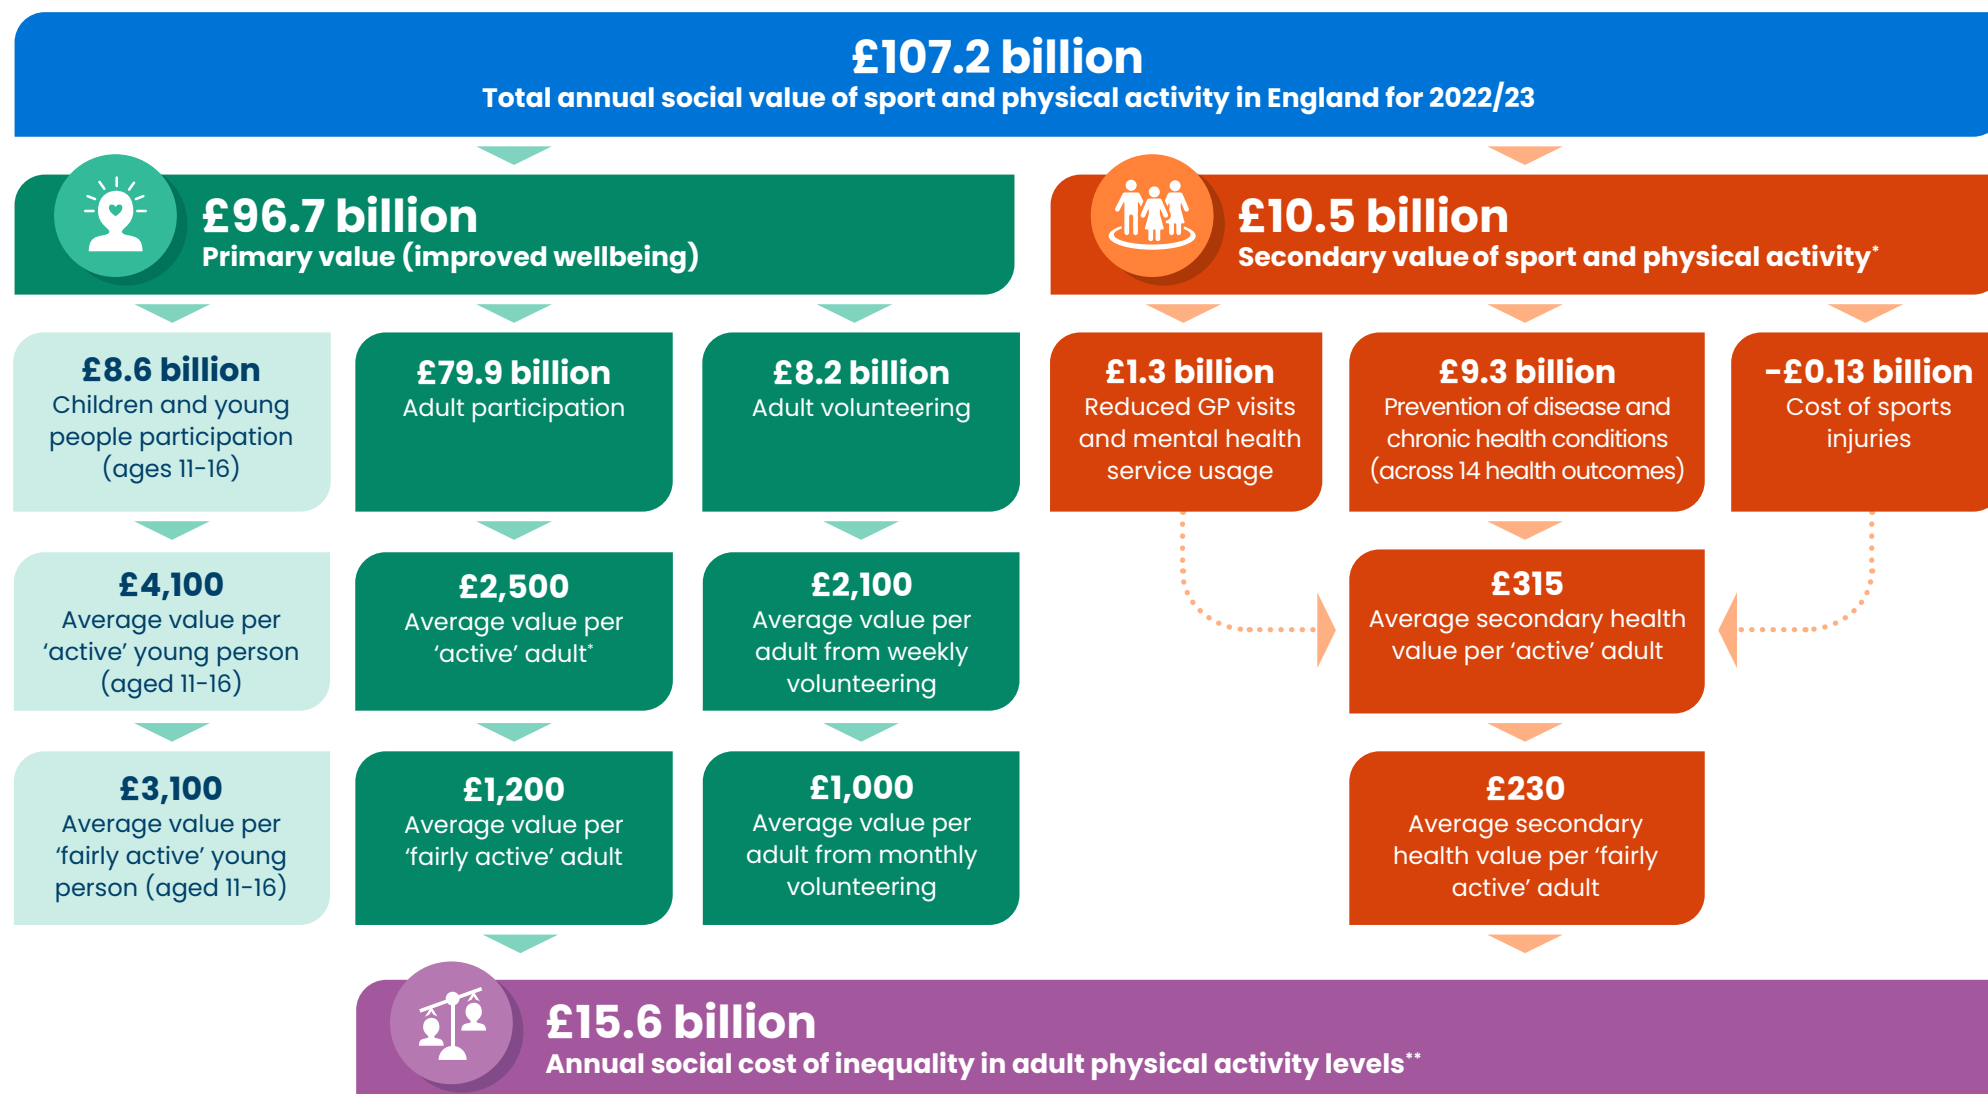 £107.2 billion
Total annual social value of sport and physical activity in England for 2022/23
£96.7 billion
Primary value (improved wellbeing)
£10.5 billion
Secondary value of sport and physical activity*
£8.6 billion
Children and young
people participation
(ages 11-16)
£79.9 billion
Adult participation
£8.2 billion
Adult volunteering
£1.3 billion
Reduced GP visits
and mental health
service usage
£9.3 billion
Prevention of disease and
chronic health conditions
(across 14 health outcomes)
-£0.13 billion
Cost of sports
injuries
£4,100
Average value per
‘active’ young person
(aged 11-16)
£2,500
Average value per
‘active’ adult*
£2,100
Average value per
adult from weekly
volunteering
£315
Average secondary health
value per ‘active’ adult
£3,100
Average value per
‘fairly active’ young
person (aged 11-16)
£1,200
Average value per
‘fairly active’ adult
£1,000
Average value per
adult from monthly
volunteering
£230
Average secondary
health value per ‘fairly
active’ adult
£15.6 billion
Annual social cost of inequality in adult physical activity levels**